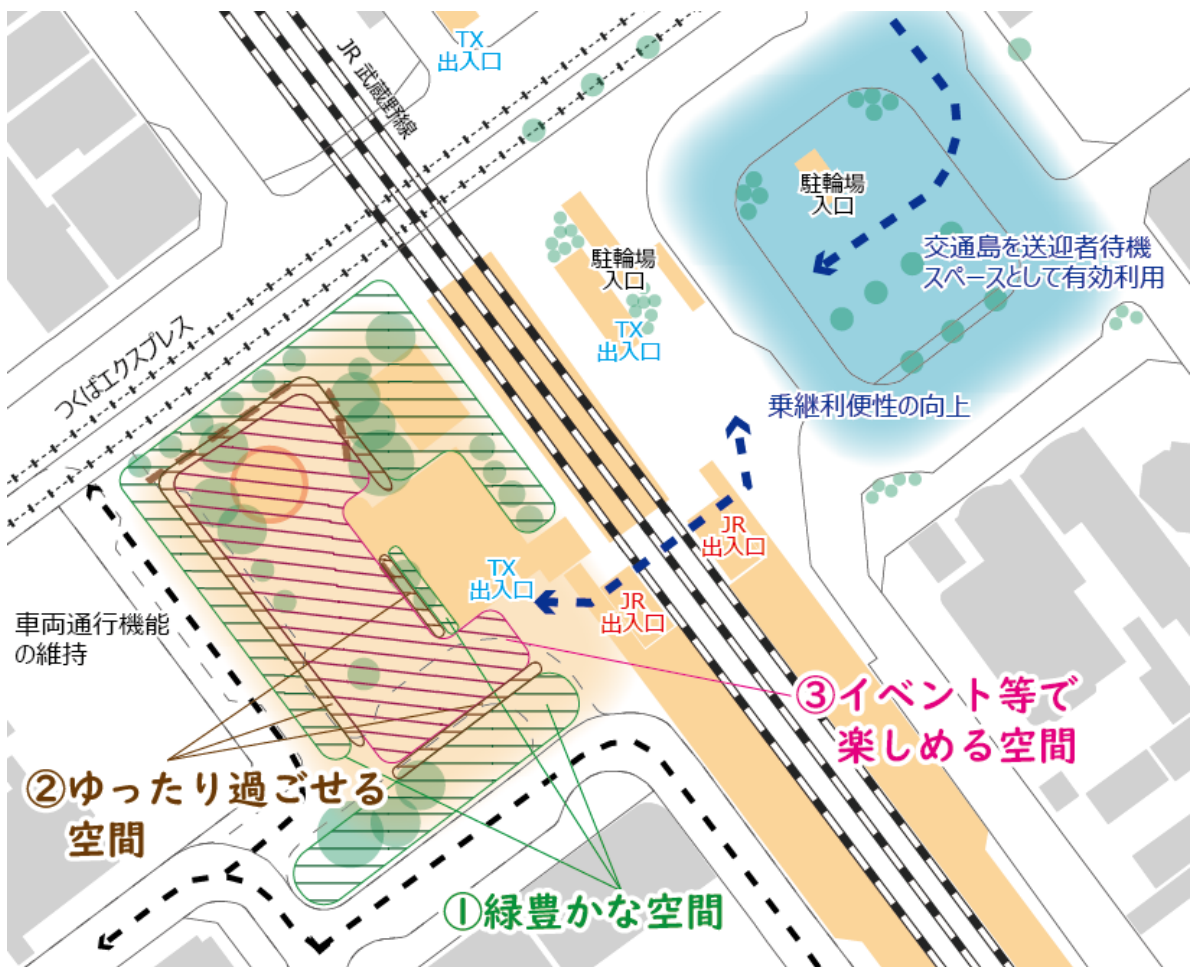 TX
出入口
JR 武蔵野線
駐輪場
入口
駐輪場
入口
交通島を送迎者待機
スペースとして有効利用
TX
出入口
つくばエクスプレス
乗継利便性の向上
JR
出入口
TX
出入口
JR
出入口
車両通行機能
の維持
③イベント等で
楽しめる空間
②ゆったり過ごせる
空間
①緑豊かな空間